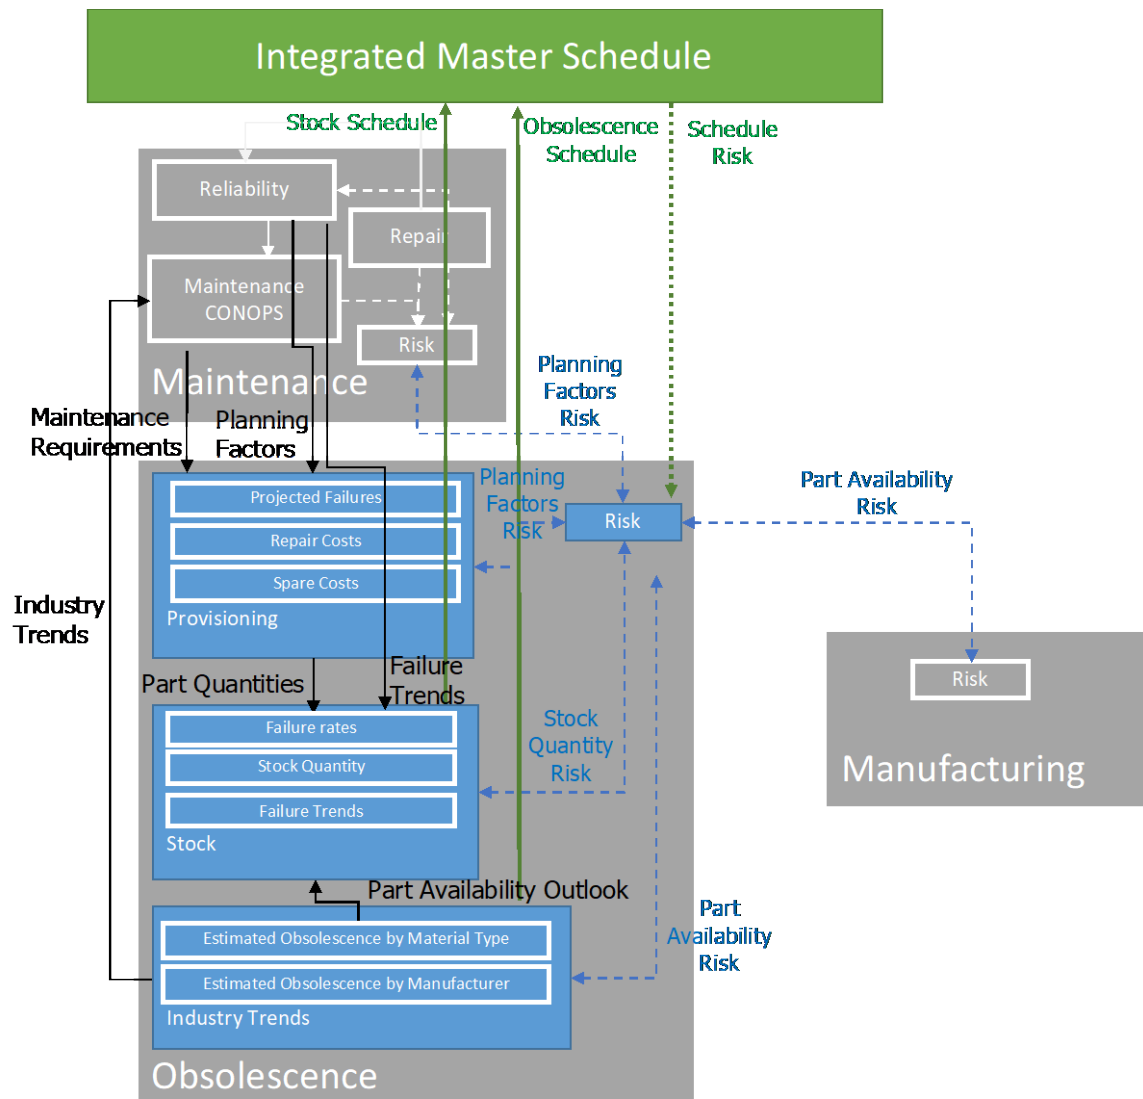 Integrated Master Schedule
Stock Schedule
Obsolescence
Schedule
Schedule
Risk
Reliability
Repair
Maintenance
CONOPS
Risk
Maintenance
Planning
Factors
Risk
Maintenance
Requirements
Planning
Factors
Projected Failures
Repair Costs
Spare Costs
Provisioning
Planning
Factors
Risk
Risk
Part Availability
Risk
Industry
Trends
Part Quantities
Failure
Trends
Risk
Manufacturing
Failure rates
Stock Quantity
Failure Trends
Stock
Stock
Quantity
Risk
Part Availability Outlook
Part
Availability
Risk
Estimated Obsolescence by Material Type
Estimated Obsolescence by Manufacturer
Industry Trends
Obsolescence